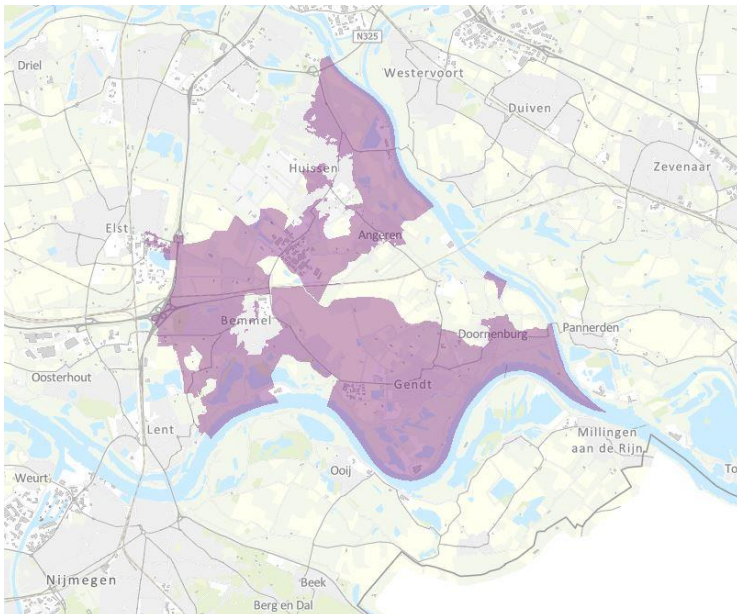 N325
Driel
Westervoort
Duiven
Zevenaar
Huissen
Elst
Angeren
Bemmel
Doornenburg
Pannerden
Oosterhout
Gendt
Lent
Millingen
aan de Rijn
Ooij
To
Weurt
Nijmegen
Beek
Berg en Dal